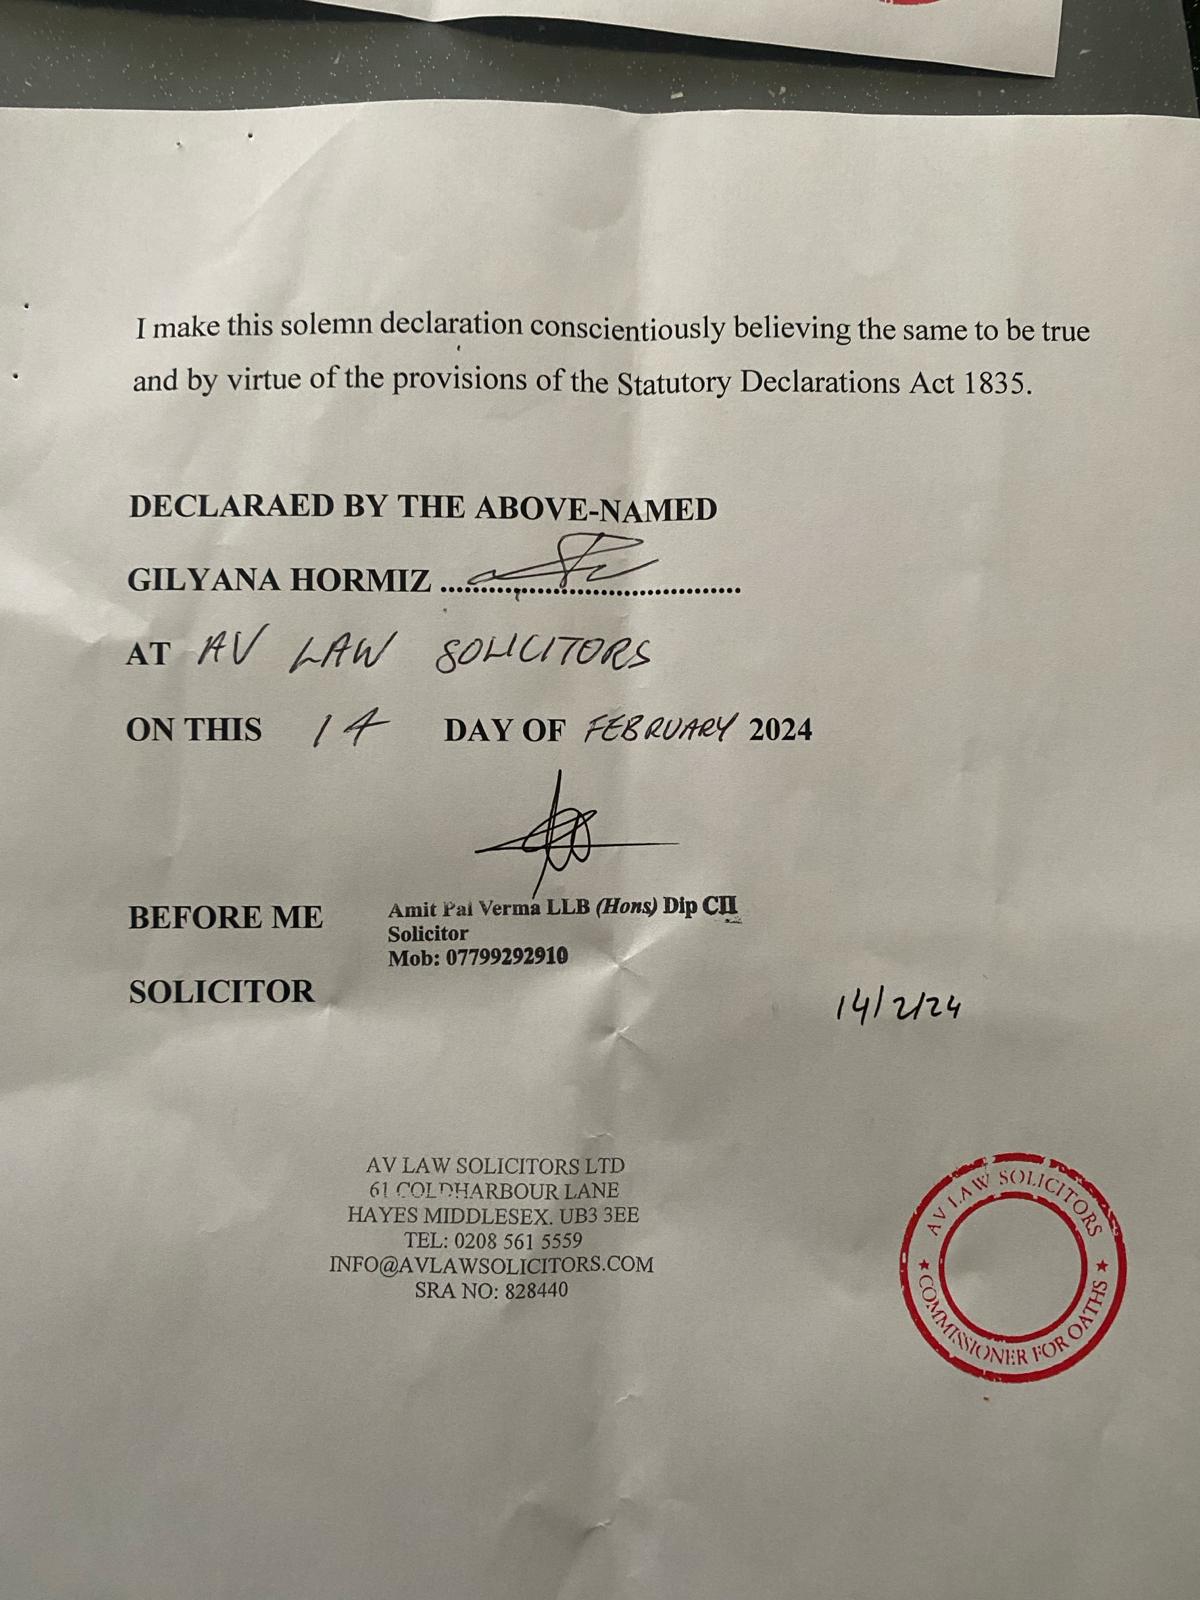 I make this solemn declaration conscientiously believing the same to be true
and by virtue of the provisions of the Statutory Declarations Act 1835.
DECLARAED BY THE ABOVE-NAMED
GILYANA HORMIZ ........................................
AT AV LAW SOLICITORS
ON THIS 14 DAY OF FEBRUARY 2024
BEFORE ME
Amit Pal Verma LLB (Hons) Dip CII
Solicitor
Mob: 07799292910
SOLICITOR
14/2/24
AV LAW SOLICITORS LTD
61 COLDHARBOUR LANE
HAYES MIDDLESEX. UB3 3EE
TEL: 0208 561 5559
INFO@AVLAWSOLICITORS.COM
SRA NO: 828440
AV LAW SOLICITORS
★ COMMISSIONER FOR OATHS ★